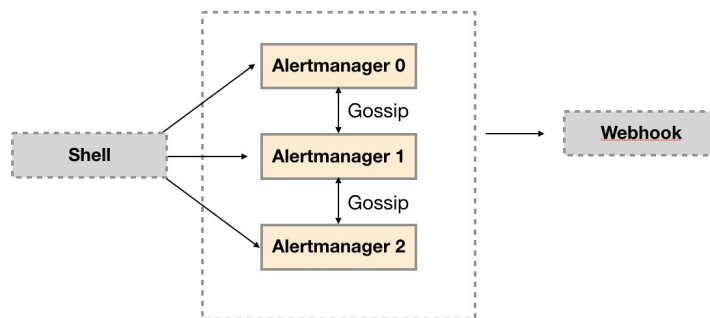 Alertmanager 0
Gossip
Shell
Alertmanager 1
Webhook
Gossip
Alertmanager 2